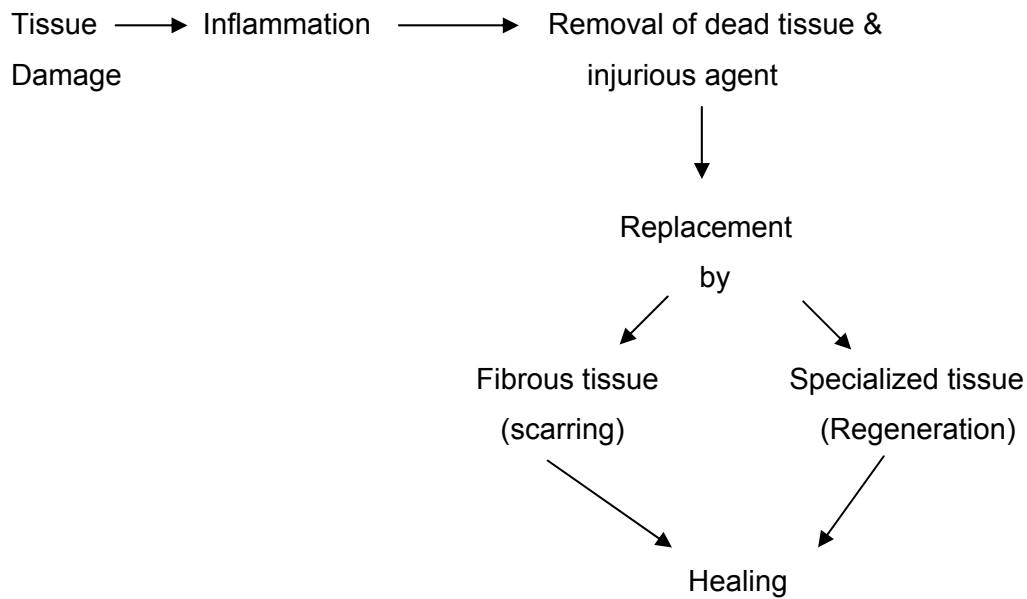 Tissue Inflammation Removal of dead tissue &
Damage injurious agent
Replacement
by
Fibrous tissue Specialized tissue
(scarring) (Regeneration)
Healing